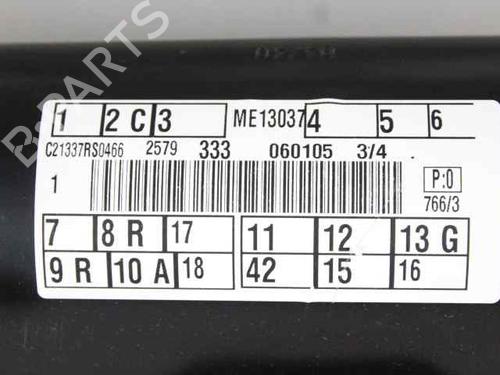 B-PARTS
1 2 C 3 ME13037 4 5 6
C21337RS0466 2579 333 060105 3/4
1 P:0
766/3
7 8 R 17 11 12 13 G
9 R 10 A 18 42 15 16